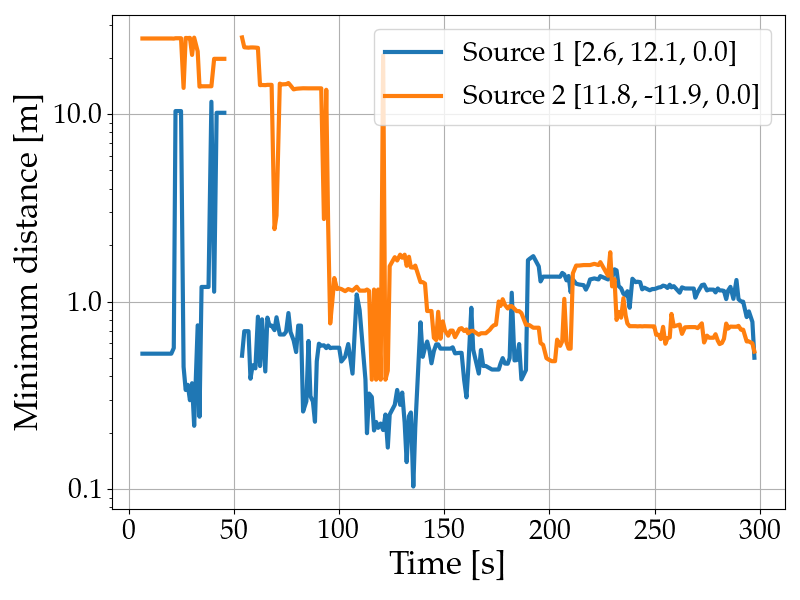 Source 1 [2.6, 12.1, 0.0]
Source 2 [11.8, -11.9, 0.0]
Minimum distance [m]
10.0
1.0
0.1
0
50
100
150
200
250
300
Time [s]